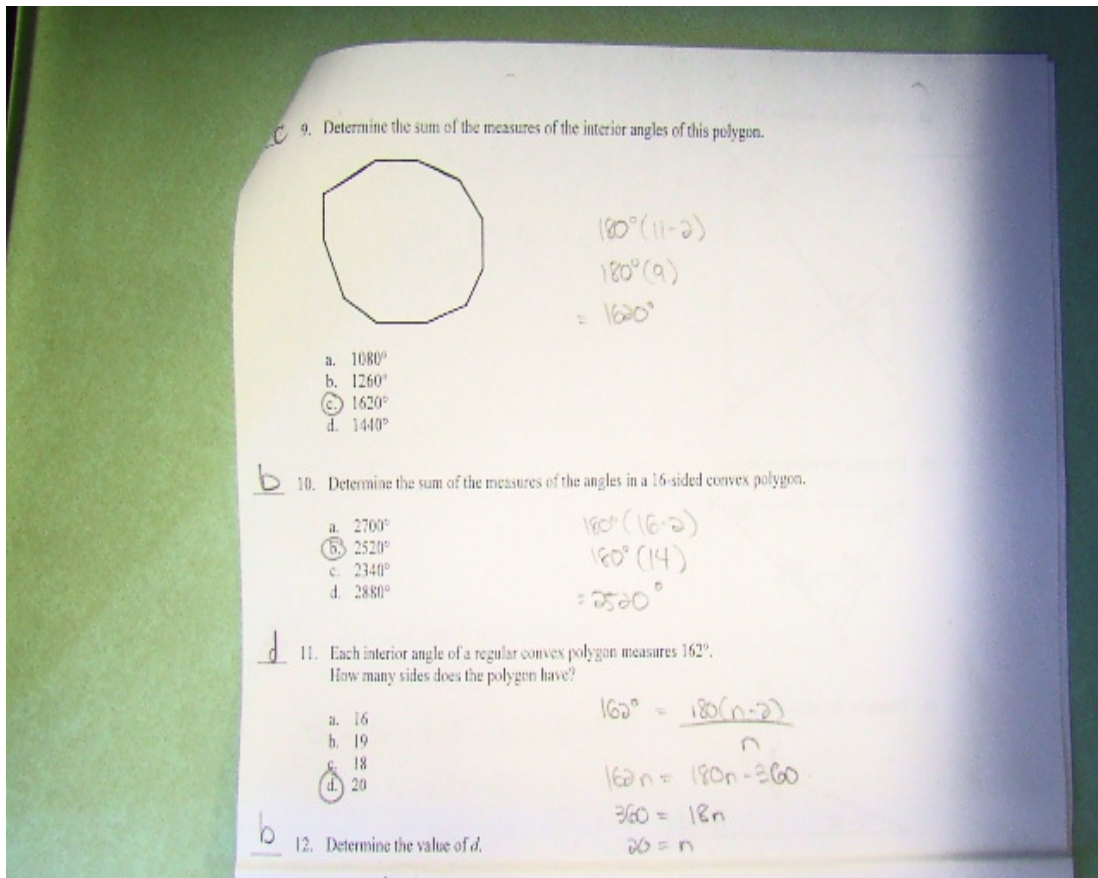 c 9. Determine the sum of the measures of the interior angles of this polygon.
180°(11-2)
180°(9)
= 1620°
a. 1080°
b. 1260°
c. 1620°
d. 1440°
b 10. Determine the sum of the measures of the angles in a 16-sided convex polygon.
a. 2700°
b. 2520°
c. 2340°
d. 2880°
180°(16-2)
180°(14)
= 2520°
d 11. Each interior angle of a regular convex polygon measures 162°.
How many sides does the polygon have?
a. 16
b. 19
c. 18
d. 20
162° = 180(n-2)
n
162n = 180n-360
360 = 18n
20 = n
b 12. Determine the value of d.